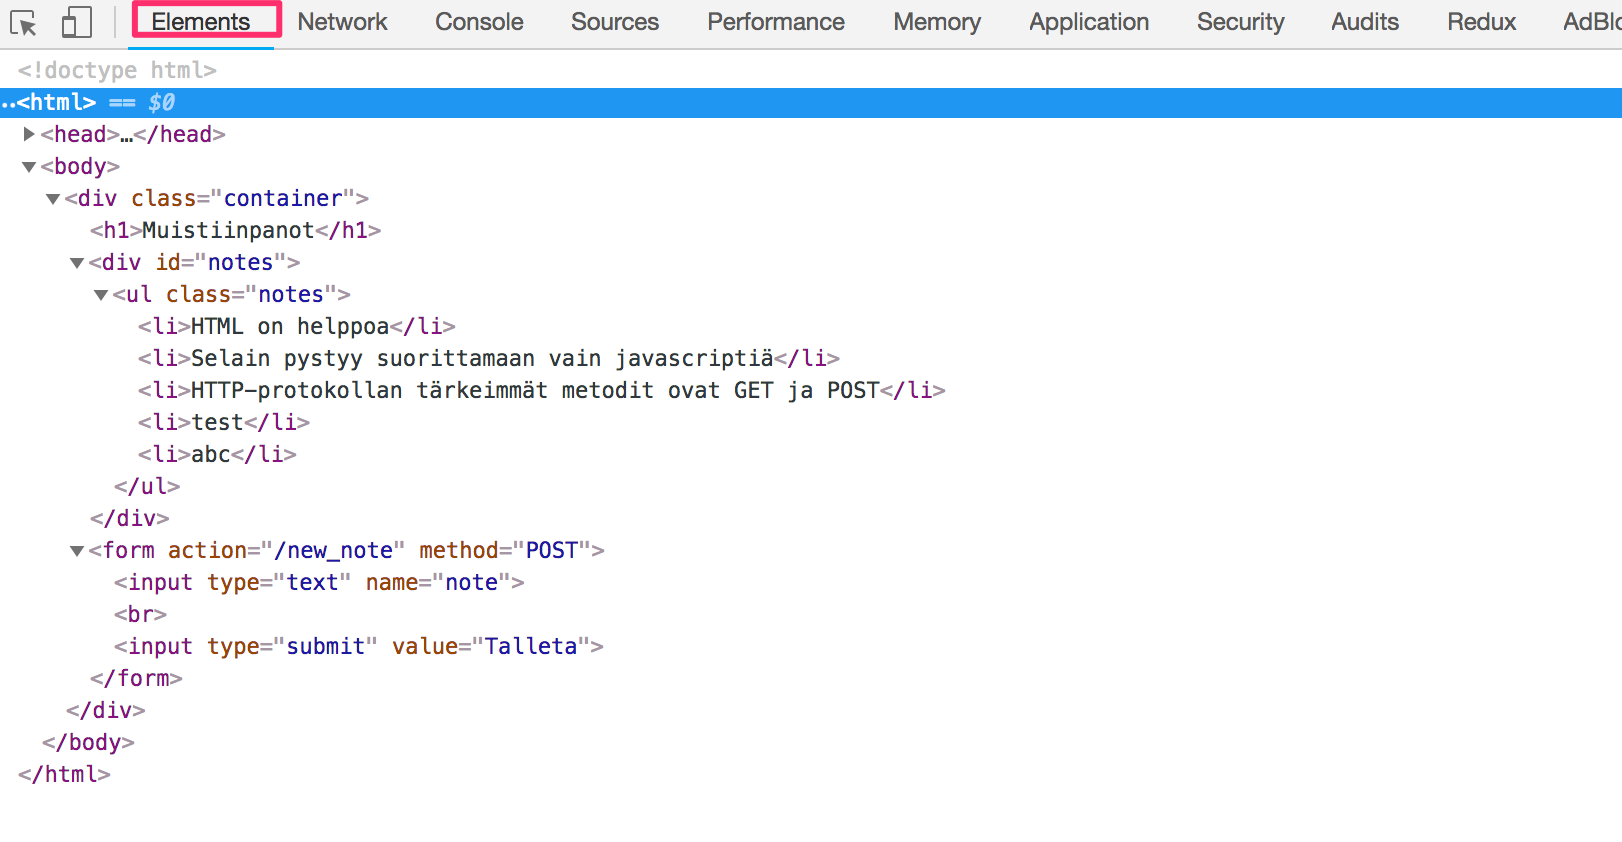 Elements Network Console Sources Performance Memory Application Security Audits Redux AdBlo
<!doctype html>
..<html> == $0
<head>…</head>
<body>
<div class="container">
<h1>Muistiinpanot</h1>
<div id="notes">
<ul class="notes">
<li>HTML on helppoa</li>
<li>Selain pystyy suorittamaan vain javascriptiä</li>
<li>HTTP-protokollan tärkeimmät metodit ovat GET ja POST</li>
<li>test</li>
<li>abc</li>
</ul>
</div>
<form action="/new_note" method="POST">
<input type="text" name="note">
<br>
<input type="submit" value="Talleta">
</form>
</div>
</body>
</html>